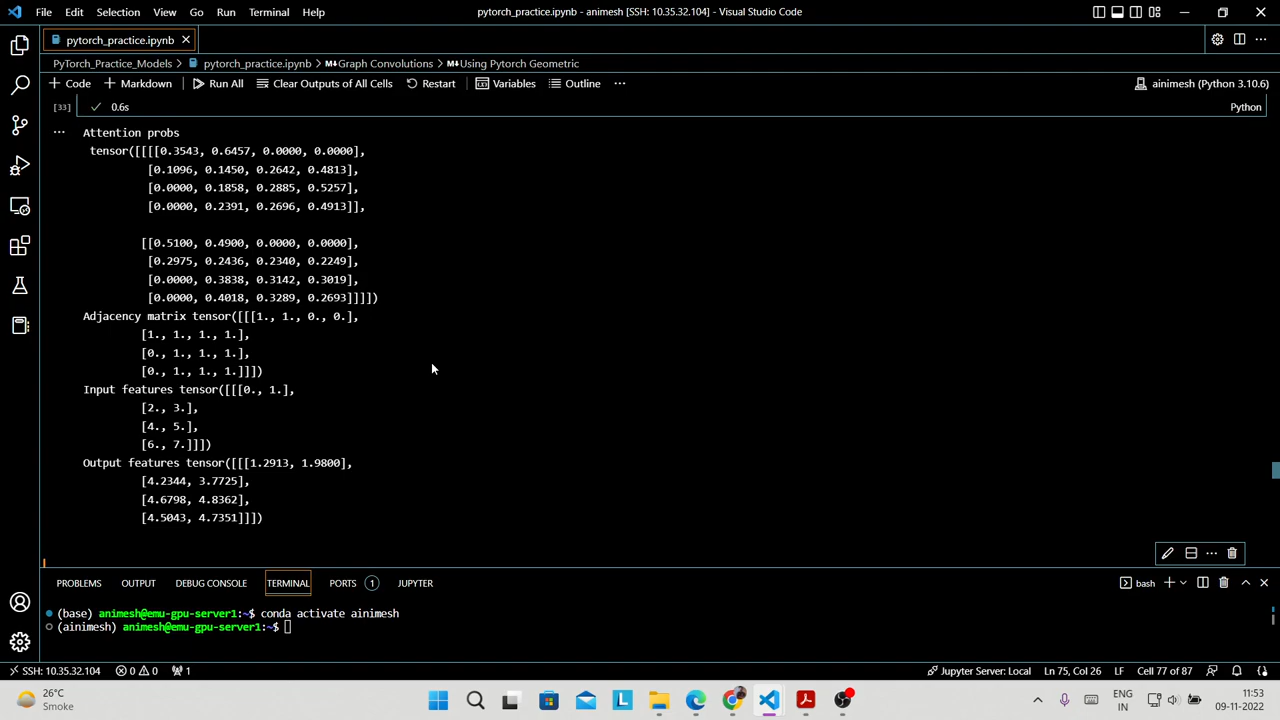 File Edit Selection View Go Run Terminal Help
pytorch_practice.ipynb - animesh [SSH: 10.35.32.104] - Visual Studio Code
pytorch_practice.ipynb
PyTorch_Practice_Models > pytorch_practice.ipynb > Graph Convolutions > Using Pytorch Geometric
+ Code + Markdown Run All Clear Outputs of All Cells Restart Variables Outline ... ainimesh (Python 3.10.6)
[33] 0.6s Python
Attention probs
tensor([[[[0.3543, 0.6457, 0.0000, 0.0000],
[0.1096, 0.1450, 0.2642, 0.4813],
[0.0000, 0.1858, 0.2885, 0.5257],
[0.0000, 0.2391, 0.2696, 0.4913]],
[[0.5100, 0.4900, 0.0000, 0.0000],
[0.2975, 0.2436, 0.2340, 0.2249],
[0.0000, 0.3838, 0.3142, 0.3019],
[0.0000, 0.4018, 0.3289, 0.2693]]]])
Adjacency matrix tensor([[[1., 1., 0., 0.],
[1., 1., 1., 1.],
[0., 1., 1., 1.],
[0., 1., 1., 1.]]])
Input features tensor([[[0., 1.],
[2., 3.],
[4., 5.],
[6., 7.]]])
Output features tensor([[[1.2913, 1.9800],
[4.2344, 3.7725],
[4.6798, 4.8362],
[4.5043, 4.7351]]])
PROBLEMS OUTPUT DEBUG CONSOLE TERMINAL PORTS 1 JUPYTER
bash
(base) animesh@emu-gpu-server1:~$ conda activate ainimesh
(ainimesh) animesh@emu-gpu-server1:~$
SSH: 10.35.32.104 0 0 1 Jupyter Server: Local Ln 75, Col 26 LF Cell 77 of 87
26°C
Smoke
L
ENG
IN
11:53
09-11-2022